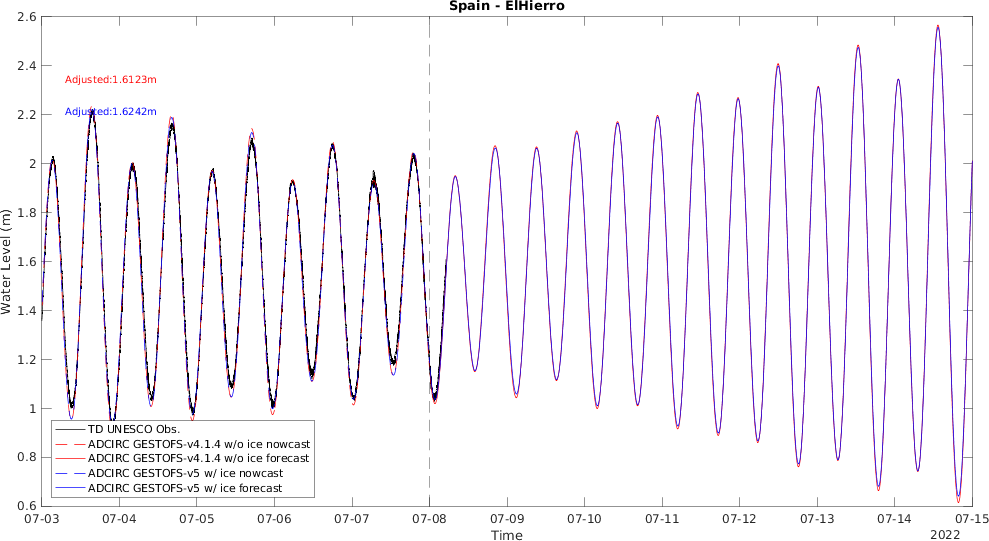 Spain - ElHierro
2.6
2.4
2.2
2
1.8
1.6
1.4
1.2
1
0.8
0.6
Water Level (m)
Adjusted:1.6123m
Adjusted:1.6242m
TD UNESCO Obs.
ADCIRC GESTOFS-v4.1.4 w/o ice nowcast
ADCIRC GESTOFS-v4.1.4 w/o ice forecast
ADCIRC GESTOFS-v5 w/ ice nowcast
ADCIRC GESTOFS-v5 w/ ice forecast
07-03 07-04 07-05 07-06 07-07 07-08 07-09 07-10 07-11 07-12 07-13 07-14 07-15
Time
2022